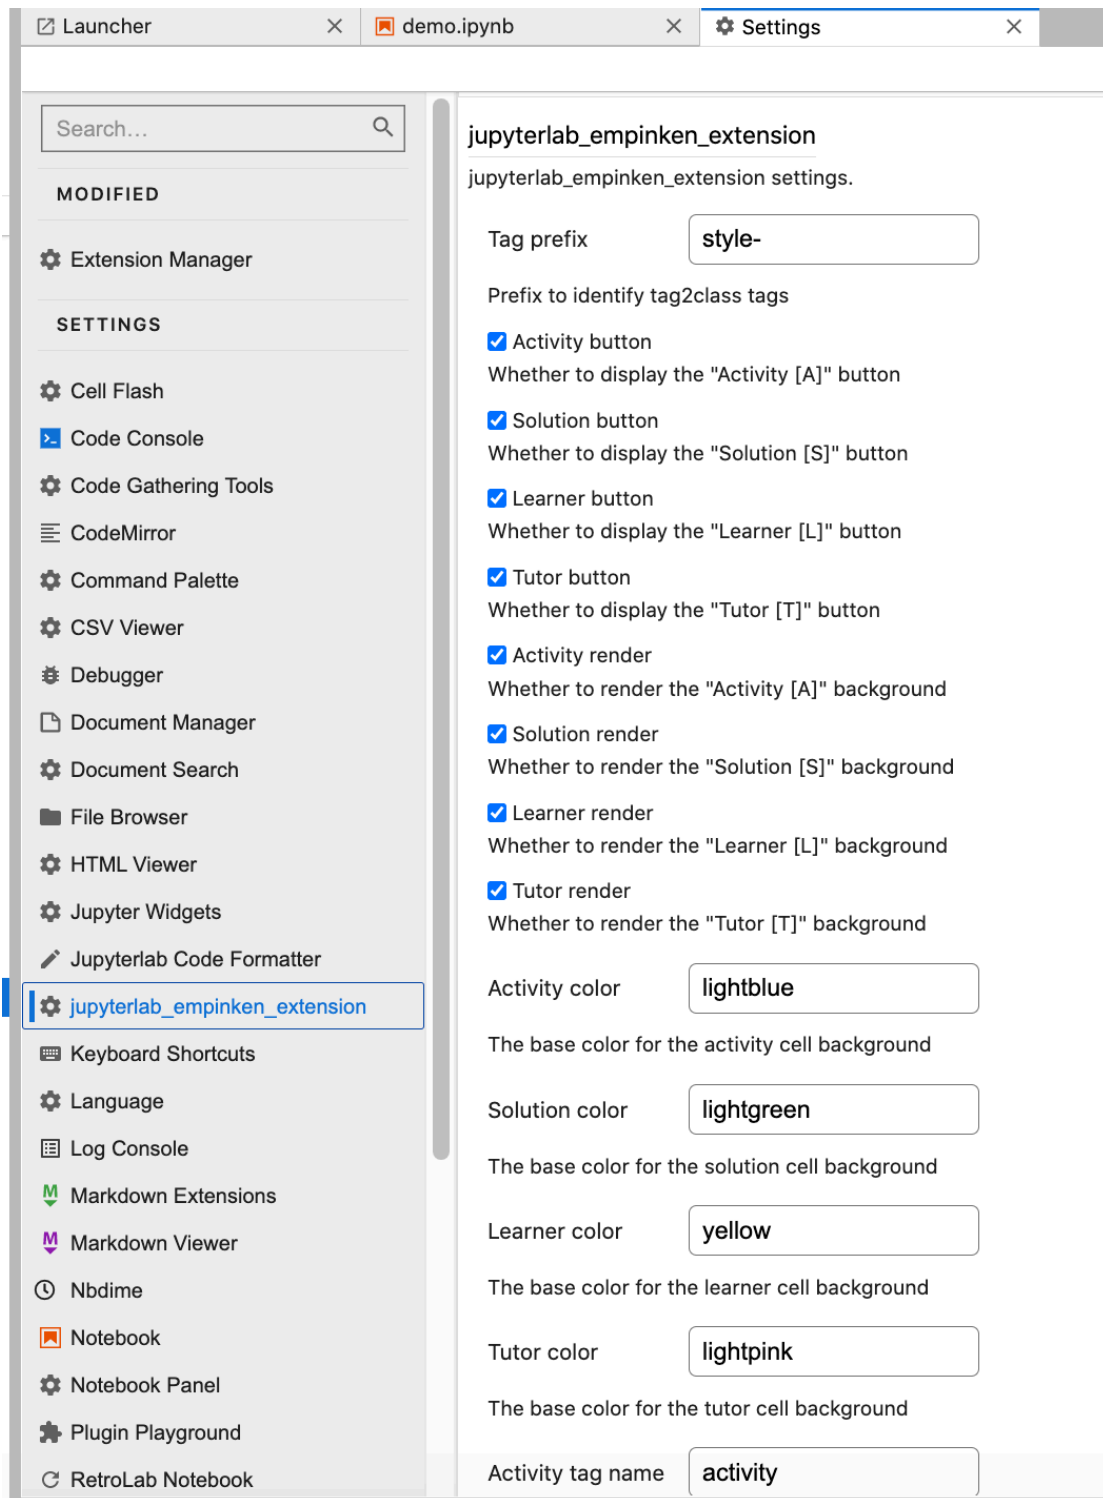 Launcher
demo.ipynb
Settings
Search...
MODIFIED
Extension Manager
SETTINGS
Cell Flash
Code Console
Code Gathering Tools
CodeMirror
Command Palette
CSV Viewer
Debugger
Document Manager
Document Search
File Browser
HTML Viewer
Jupyter Widgets
Jupyterlab Code Formatter
jupyterlab_empinken_extension
Keyboard Shortcuts
Language
Log Console
Markdown Extensions
Markdown Viewer
Nbdime
Notebook
Notebook Panel
Plugin Playground
RetroLab Notebook
jupyterlab_empinken_extension
jupyterlab_empinken_extension settings.
Tag prefix style-
Prefix to identify tag2class tags
Activity button
Whether to display the "Activity [A]" button
Solution button
Whether to display the "Solution [S]" button
Learner button
Whether to display the "Learner [L]" button
Tutor button
Whether to display the "Tutor [T]" button
Activity render
Whether to render the "Activity [A]" background
Solution render
Whether to render the "Solution [S]" background
Learner render
Whether to render the "Learner [L]" background
Tutor render
Whether to render the "Tutor [T]" background
Activity color lightblue
The base color for the activity cell background
Solution color lightgreen
The base color for the solution cell background
Learner color yellow
The base color for the learner cell background
Tutor color lightpink
The base color for the tutor cell background
Activity tag name activity